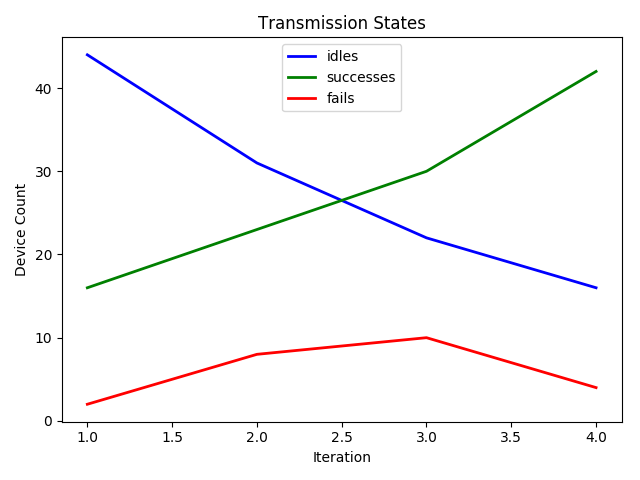 Transmission States
idles
successes
fails
Device Count
40
30
20
10
0
1.0 1.5 2.0 2.5 3.0 3.5 4.0
Iteration